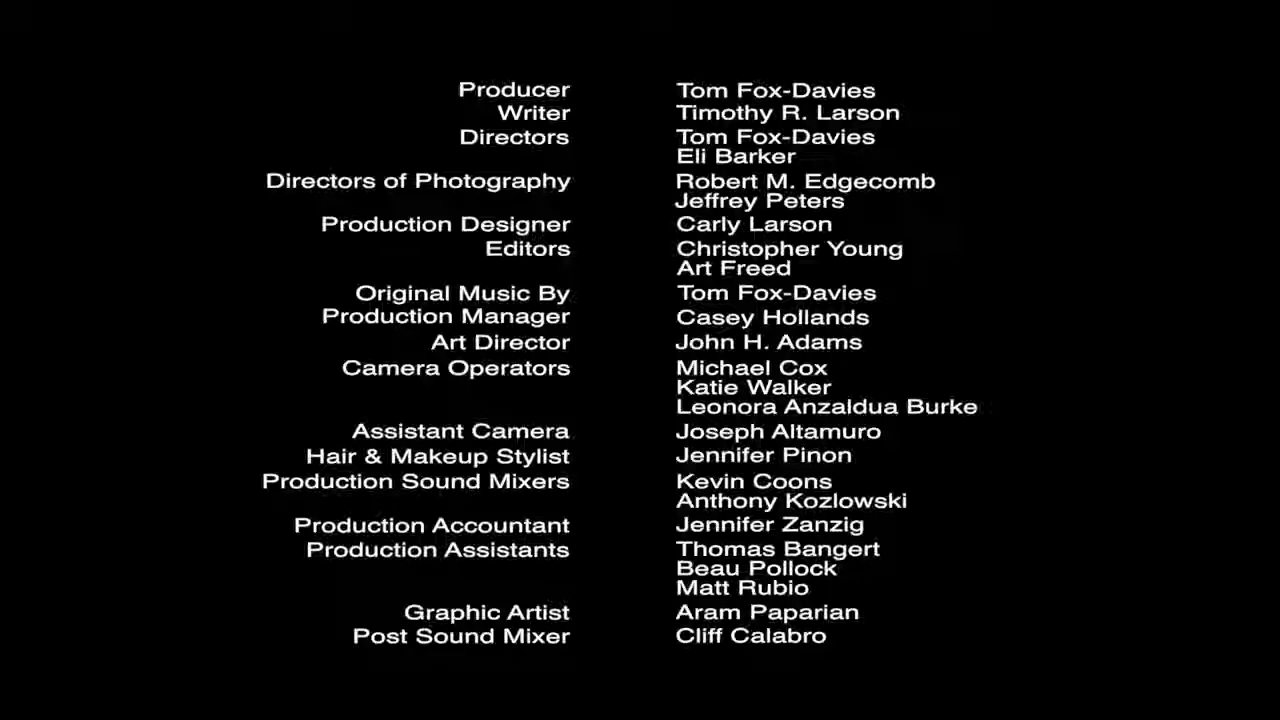 Producer Tom Fox-Davies
Writer Timothy R. Larson
Directors Tom Fox-Davies
Eli Barker
Directors of Photography Robert M. Edgecomb
Jeffrey Peters
Production Designer Carly Larson
Editors Christopher Young
Art Freed
Original Music By Tom Fox-Davies
Production Manager Casey Hollands
Art Director John H. Adams
Camera Operators Michael Cox
Katie Walker
Leonora Anzaldua Burke
Assistant Camera Joseph Altamuro
Hair & Makeup Stylist Jennifer Pinon
Production Sound Mixers Kevin Coons
Anthony Kozlowski
Production Accountant Jennifer Zanzig
Production Assistants Thomas Bangert
Beau Pollock
Matt Rubio
Graphic Artist Aram Paparian
Post Sound Mixer Cliff Calabro